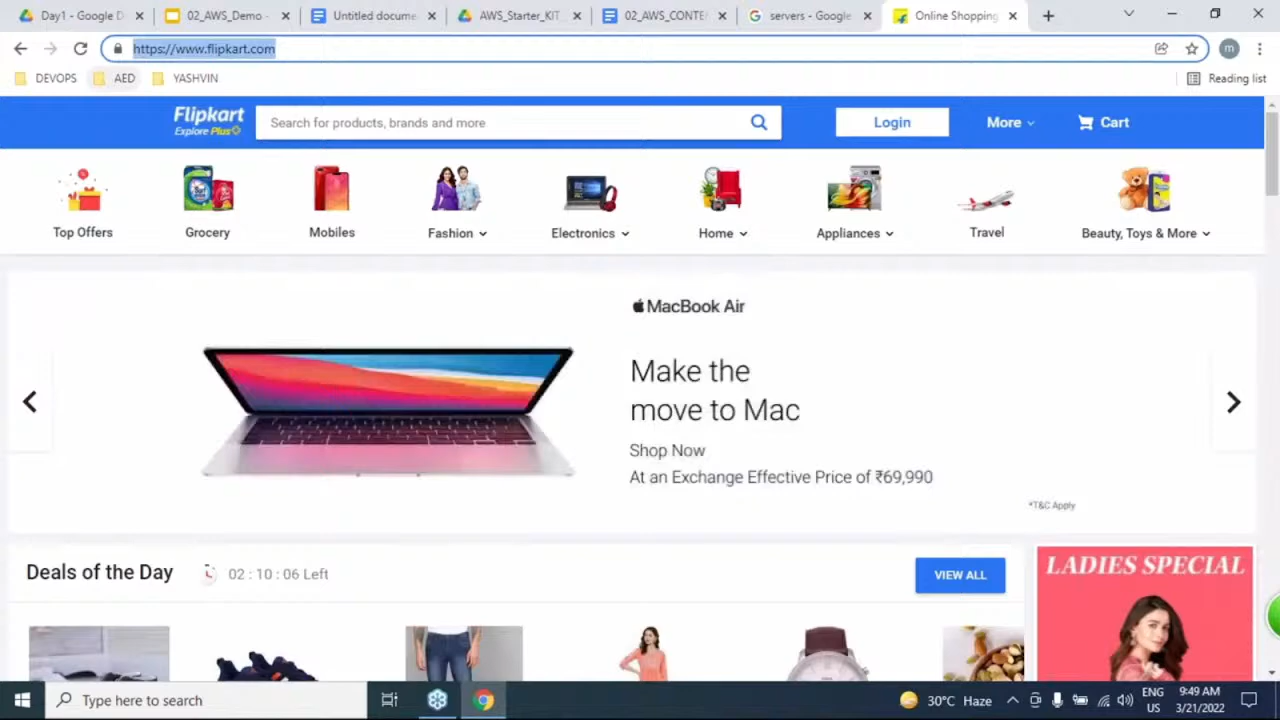 Day1 - Google D
02_AWS_Demo -
Untitled docume
AWS_Starter_KIT_
02_AWS_CONTE
servers - Google
Online Shopping
https://www.flipkart.com
m
DEVOPS
AED
YASHVIN
Reading list
Flipkart
Explore Plus
Search for products, brands and more
Login
More
Cart
Top Offers
Grocery
Mobiles
Fashion
Electronics
Home
Appliances
Travel
Beauty, Toys & More
MacBook Air
Make the
move to Mac
Shop Now
At an Exchange Effective Price of ₹69,990
*T&C Apply
Deals of the Day
02 : 10 : 06 Left
VIEW ALL
LADIES SPECIAL
Type here to search
30°C Haze
ENG
US
9:49 AM
3/21/2022